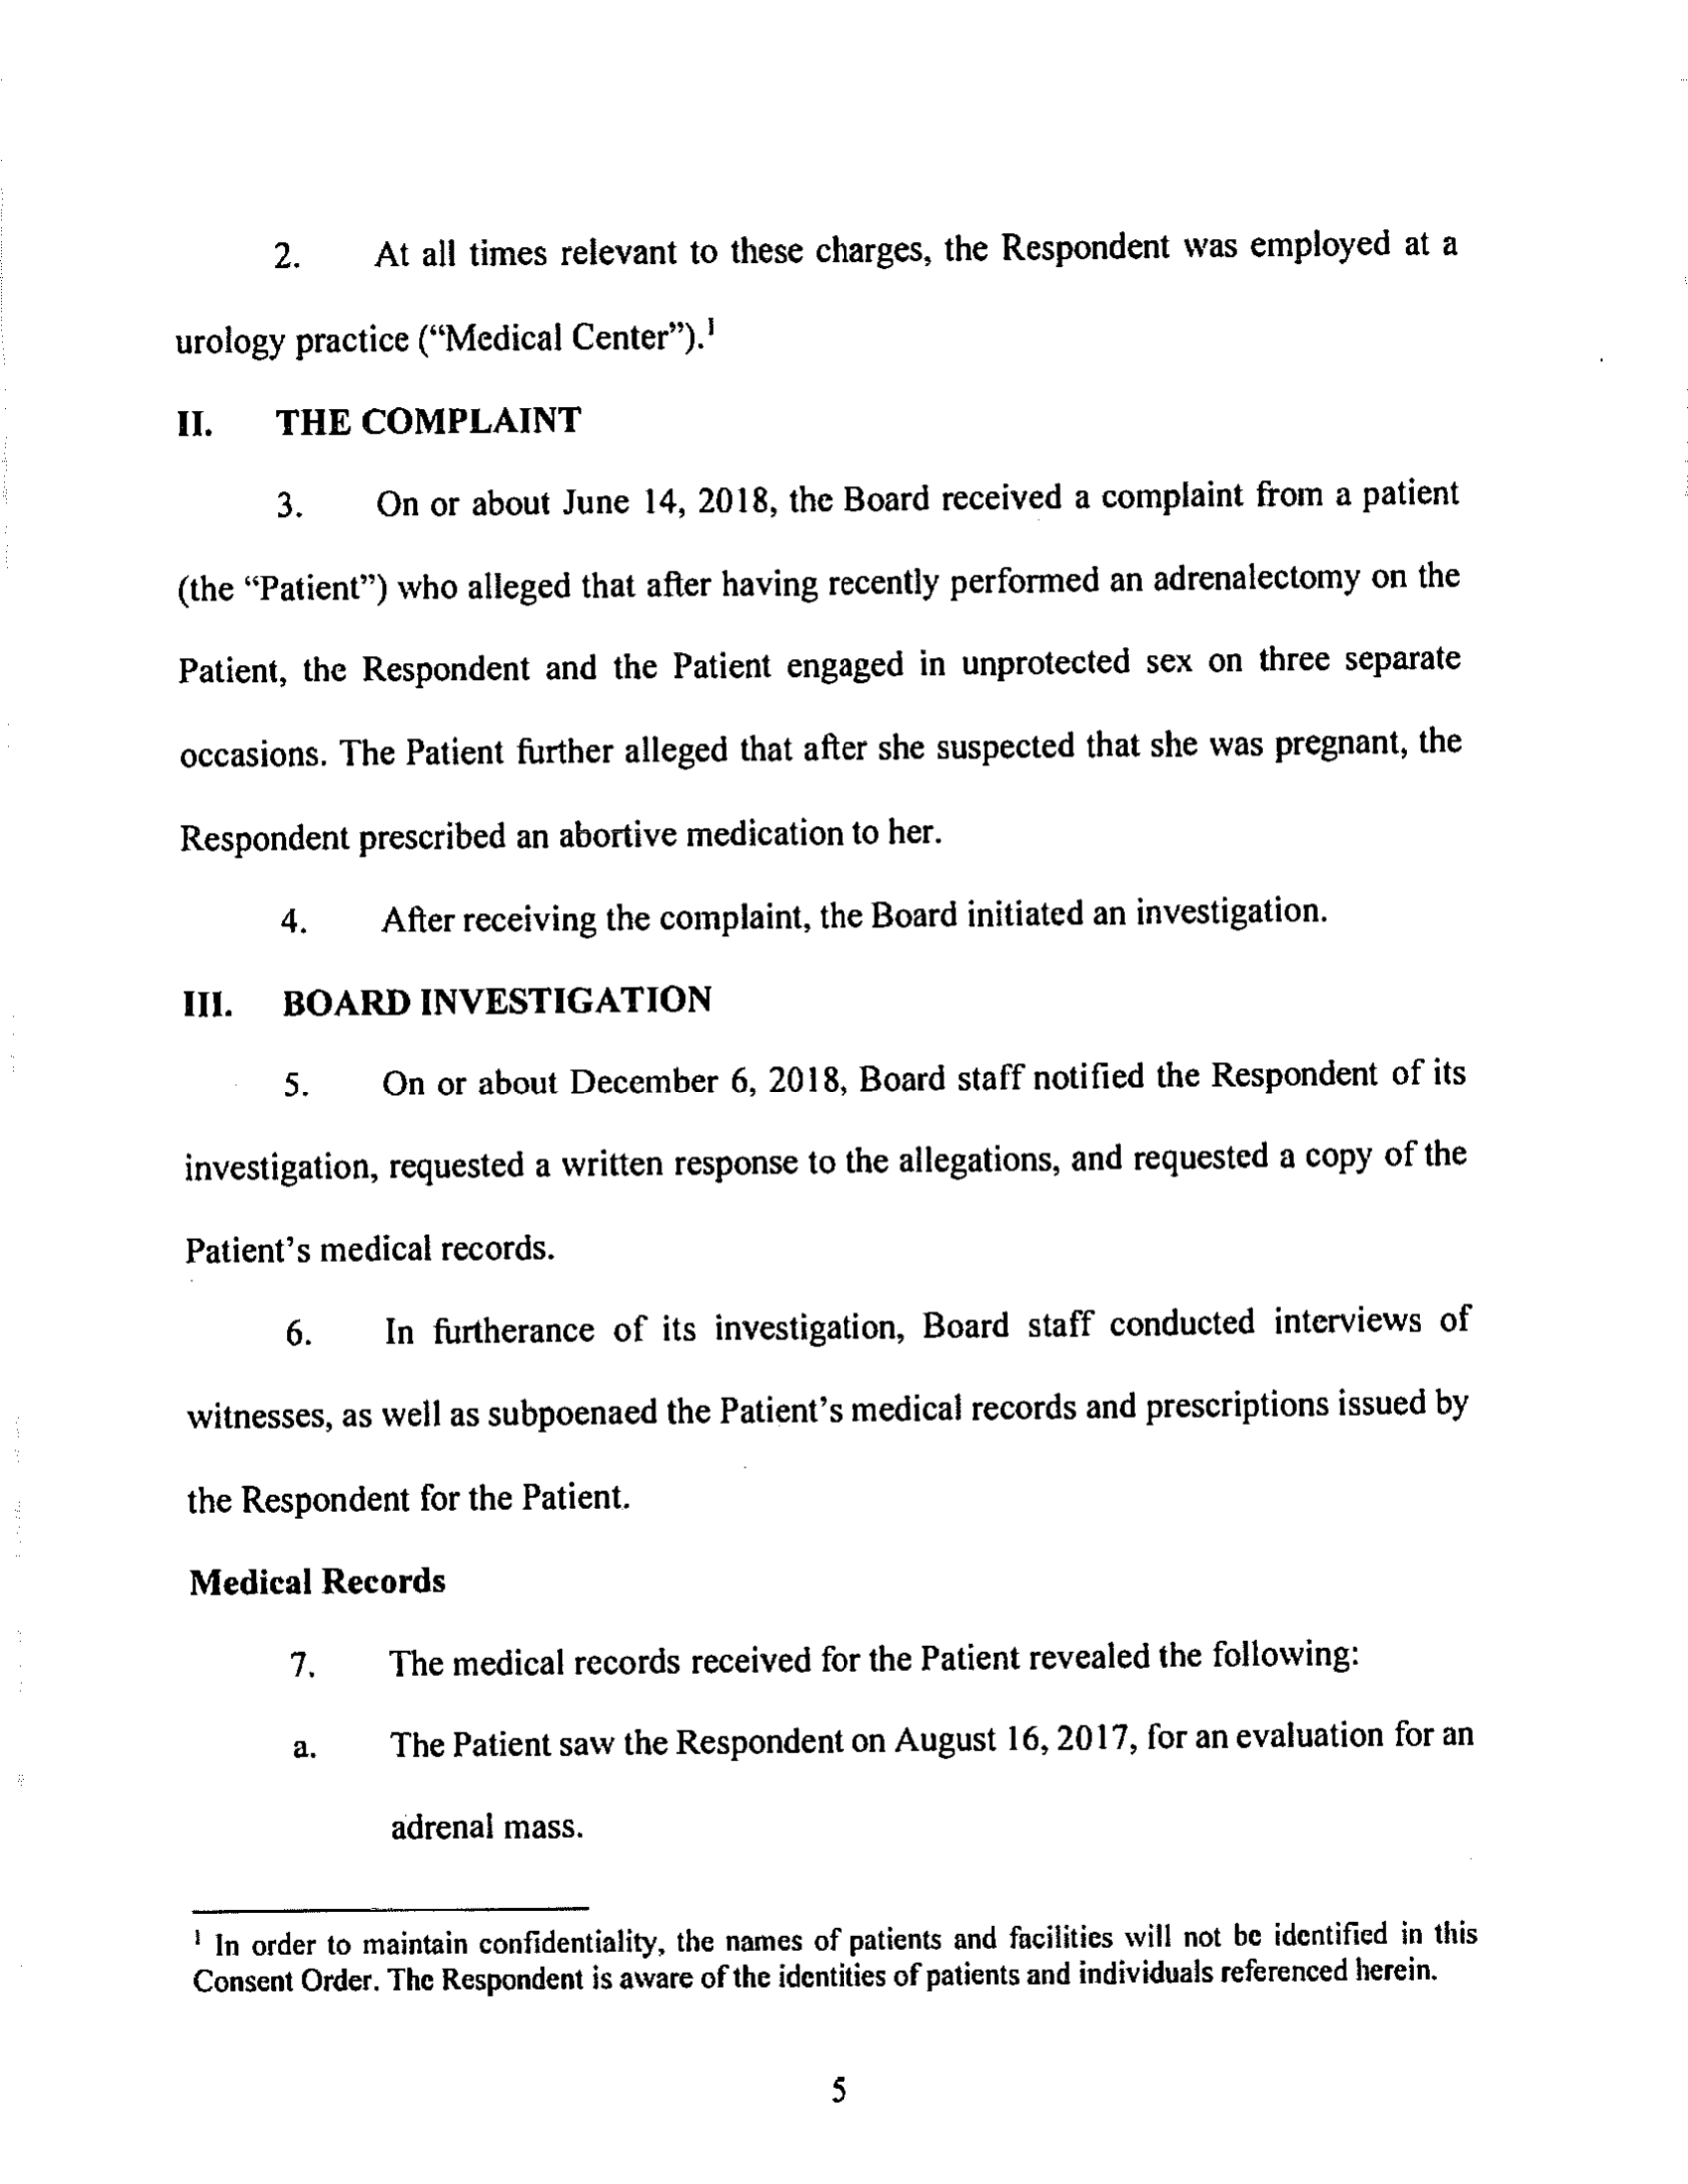 2. At all times relevant to these charges, the Respondent was employed at a
urology practice (“Medical Center”).¹
II. THE COMPLAINT
3. On or about June 14, 2018, the Board received a complaint from a patient
(the “Patient”) who alleged that after having recently performed an adrenalectomy on the
Patient, the Respondent and the Patient engaged in unprotected sex on three separate
occasions. The Patient further alleged that after she suspected that she was pregnant, the
Respondent prescribed an abortive medication to her.
4. After receiving the complaint, the Board initiated an investigation.
III. BOARD INVESTIGATION
5. On or about December 6, 2018, Board staff notified the Respondent of its
investigation, requested a written response to the allegations, and requested a copy of the
Patient’s medical records.
6. In furtherance of its investigation, Board staff conducted interviews of
witnesses, as well as subpoenaed the Patient’s medical records and prescriptions issued by
the Respondent for the Patient.
Medical Records
7. The medical records received for the Patient revealed the following:
a. The Patient saw the Respondent on August 16, 2017, for an evaluation for an
adrenal mass.
¹ In order to maintain confidentiality, the names of patients and facilities will not be identified in this
Consent Order. The Respondent is aware of the identities of patients and individuals referenced herein.
5